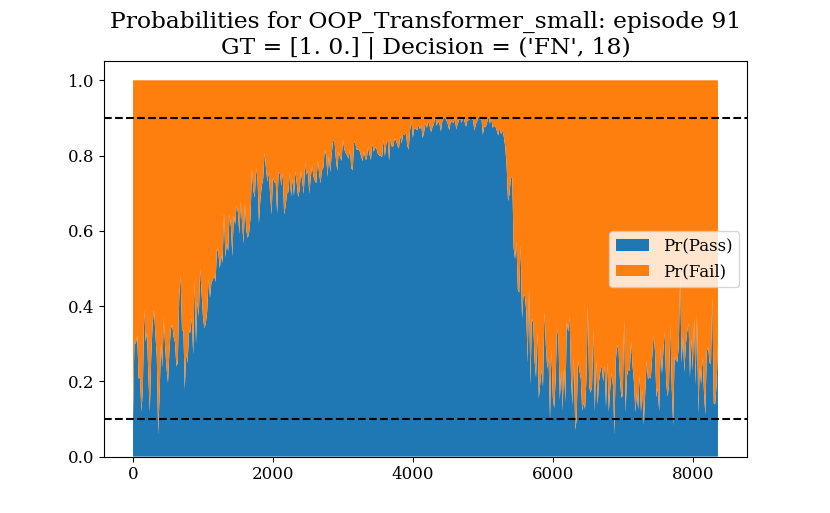 Probabilities for OOP_Transformer_small: episode 91
GT = [1. 0.] | Decision = ('FN', 18)
1.0
0.8
0.6
0.4
0.2
0.0
Pr(Pass)
Pr(Fail)
0
2000
4000
6000
8000